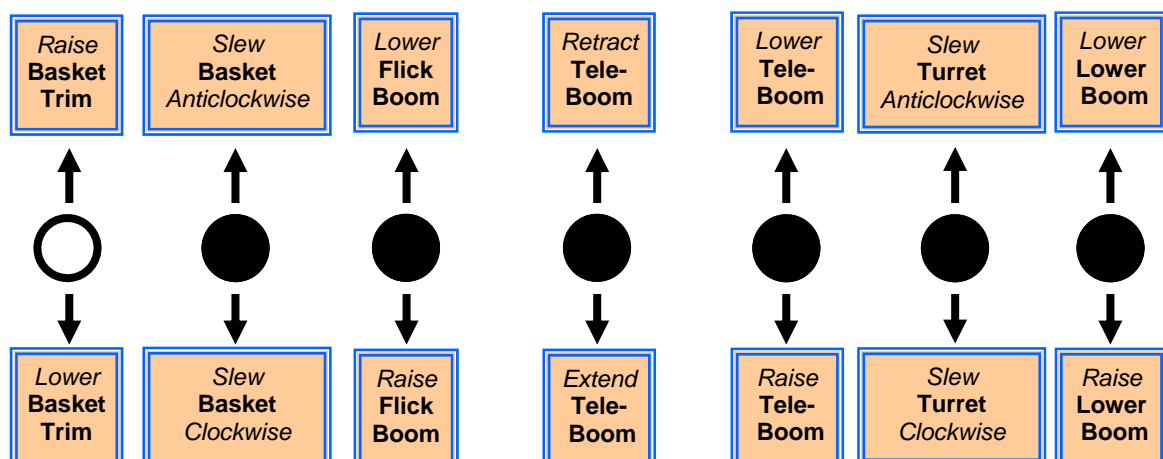 Raise
Basket
Trim
Slew
Basket
Anticlockwise
Lower
Flick
Boom
Retract
Tele-
Boom
Lower
Tele-
Boom
Slew
Turret
Anticlockwise
Lower
Lower
Boom
Lower
Basket
Trim
Slew
Basket
Clockwise
Raise
Flick
Boom
Extend
Tele-
Boom
Raise
Tele-
Boom
Slew
Turret
Clockwise
Raise
Lower
Boom